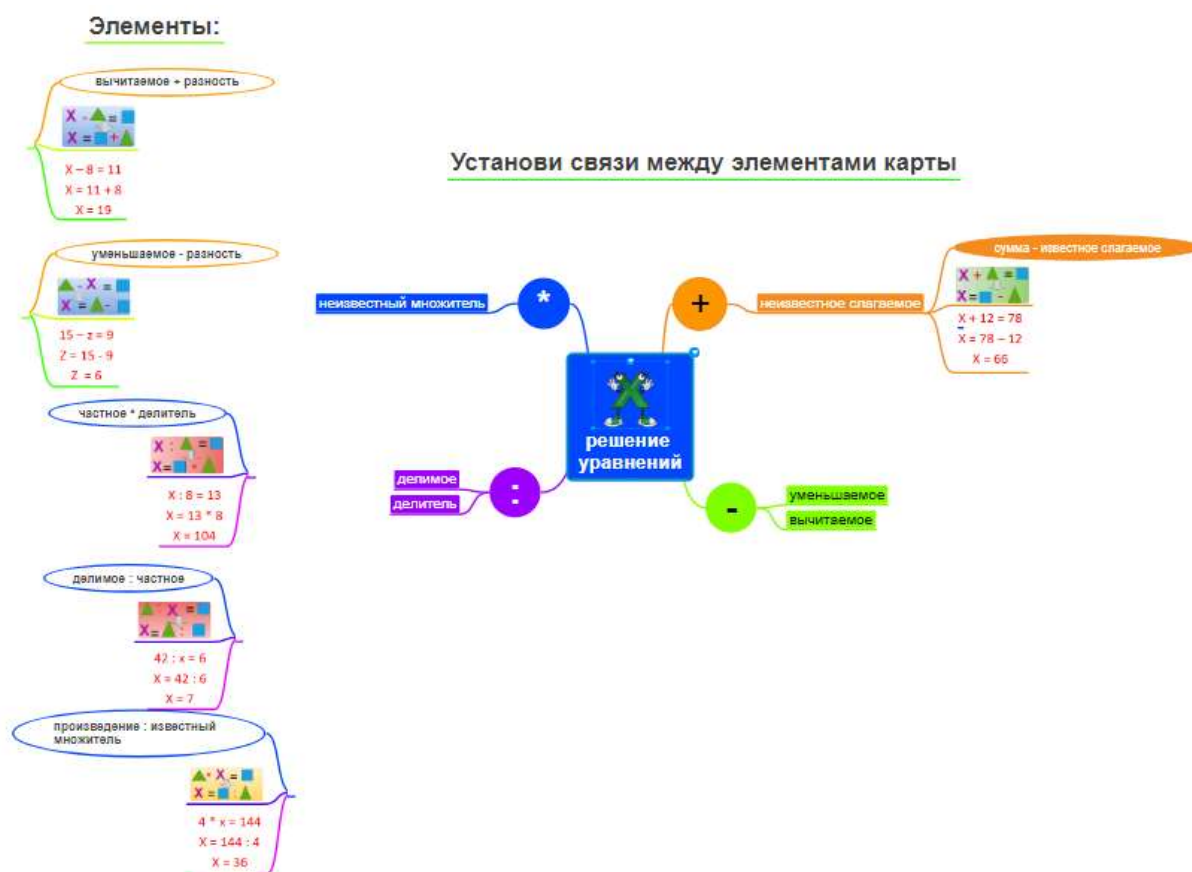 Элементы:
вычитаемое + разность
X - ▲ = ■
X = ■ + ▲
X – 8 = 11
X = 11 + 8
X = 19
уменьшаемое - разность
▲ - X = ■
X = ▲ - ■
15 – z = 9
Z = 15 - 9
Z = 6
частное * делитель
X : ▲ = ■
X = ■ * ▲
X : 8 = 13
X = 13 * 8
X = 104
делимое : частное
▲ : X = ■
X = ▲ : ■
42 : x = 6
X = 42 : 6
X = 7
произведение : известный
множитель
▲ * X = ■
X = ■ : ▲
4 * x = 144
X = 144 : 4
X = 36
Установи связи между элементами карты
неизвестный множитель
*
+
неизвестное слагаемое
сумма - известное слагаемое
X + ▲ = ■
X = ■ - ▲
X + 12 = 78
X = 78 – 12
X = 66
X
решение
уравнений
делимое
делитель
:
-
уменьшаемое
вычитаемое